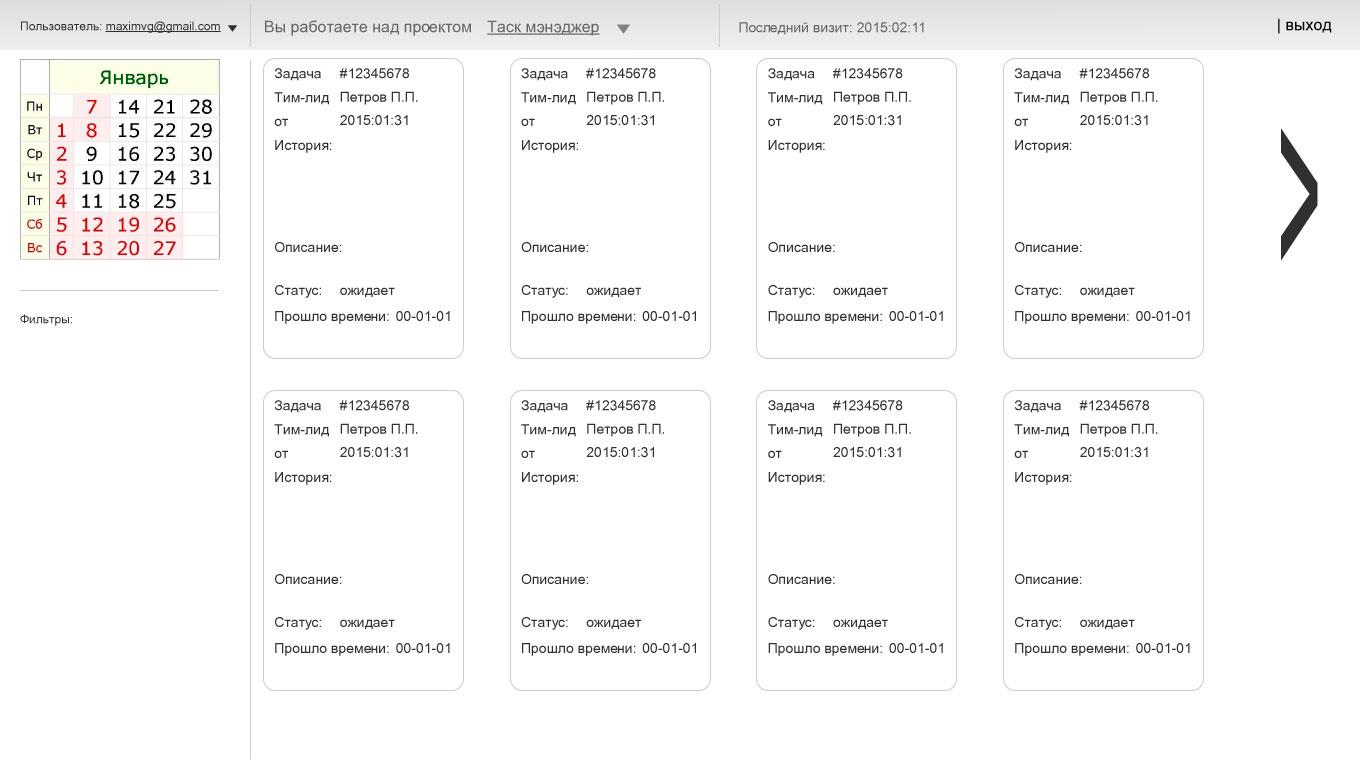 Пользователь: maximvg@gmail.com
Вы работаете над проектом Таск мэнэджер
Последний визит: 2015:02:11
| выход
Январь
Пн 7 14 21 28
Вт 1 8 15 22 29
Ср 2 9 16 23 30
Чт 3 10 17 24 31
Пт 4 11 18 25
Сб 5 12 19 26
Вс 6 13 20 27
Фильтры:
Задача #12345678
Тим-лид Петров П.П.
от 2015:01:31
История:
Описание:
Статус: ожидает
Прошло времени: 00-01-01
Задача #12345678
Тим-лид Петров П.П.
от 2015:01:31
История:
Описание:
Статус: ожидает
Прошло времени: 00-01-01
Задача #12345678
Тим-лид Петров П.П.
от 2015:01:31
История:
Описание:
Статус: ожидает
Прошло времени: 00-01-01
Задача #12345678
Тим-лид Петров П.П.
от 2015:01:31
История:
Описание:
Статус: ожидает
Прошло времени: 00-01-01
Задача #12345678
Тим-лид Петров П.П.
от 2015:01:31
История:
Описание:
Статус: ожидает
Прошло времени: 00-01-01
Задача #12345678
Тим-лид Петров П.П.
от 2015:01:31
История:
Описание:
Статус: ожидает
Прошло времени: 00-01-01
Задача #12345678
Тим-лид Петров П.П.
от 2015:01:31
История:
Описание:
Статус: ожидает
Прошло времени: 00-01-01
Задача #12345678
Тим-лид Петров П.П.
от 2015:01:31
История:
Описание:
Статус: ожидает
Прошло времени: 00-01-01